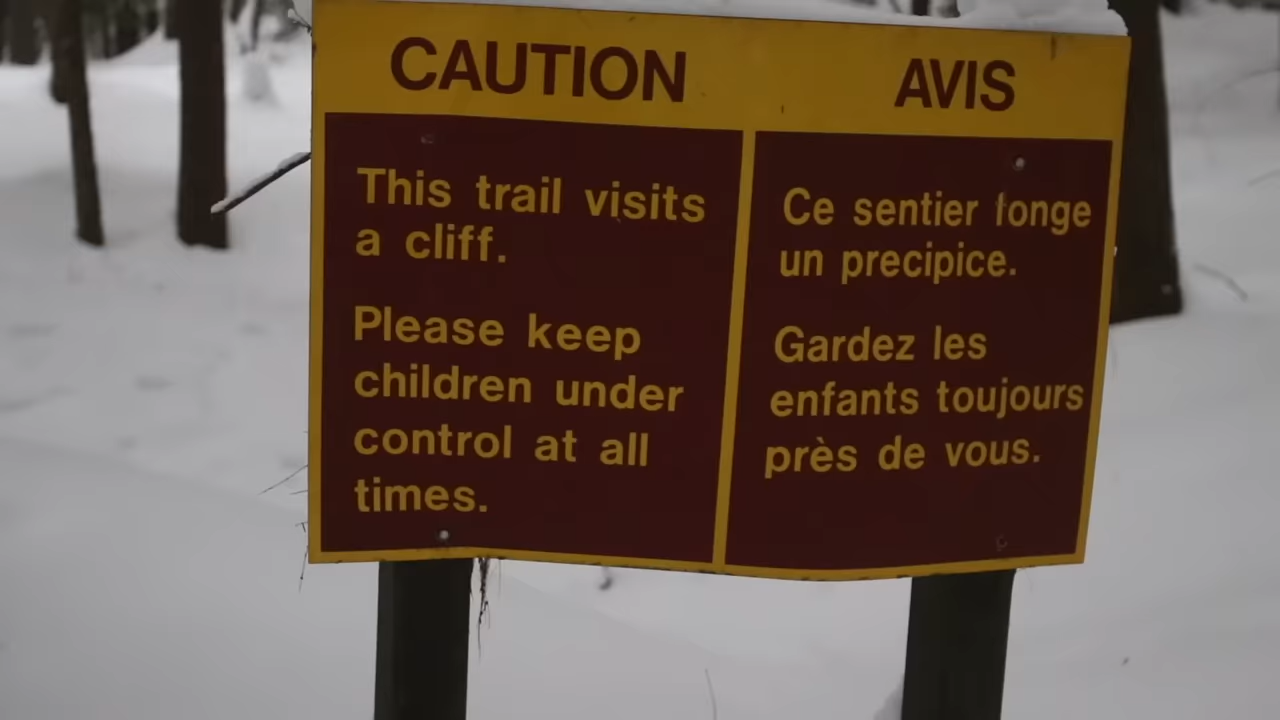 CAUTION
This trail visits
a cliff.
Please keep
children under
control at all
times.
AVIS
Ce sentier longe
un precipice.
Gardez les
enfants toujours
près de vous.